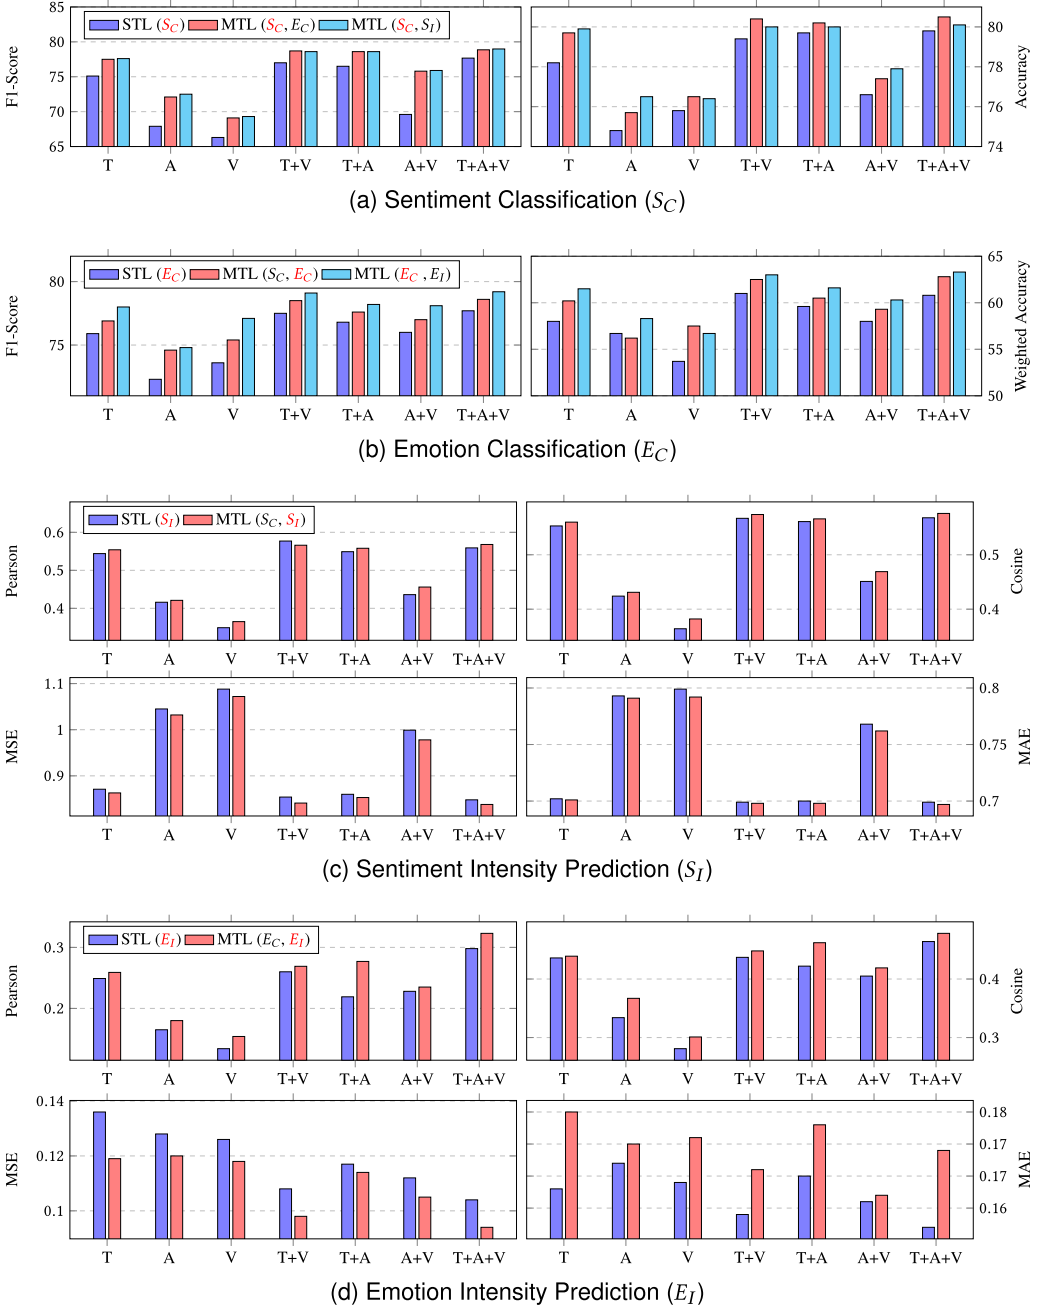 STL (S_C) MTL (S_C, E_C) MTL (S_C, S_I)
F1-Score
85
80
75
70
65
T A V T+V T+A A+V T+A+V
80
78
76
74
Accuracy
T A V T+V T+A A+V T+A+V
(a) Sentiment Classification (S_C)
STL (E_C) MTL (S_C, E_C) MTL (E_C, E_I)
F1-Score
80
75
T A V T+V T+A A+V T+A+V
65
60
55
50
Weighted Accuracy
T A V T+V T+A A+V T+A+V
(b) Emotion Classification (E_C)
STL (S_I) MTL (S_C, S_I)
Pearson
0.6
0.5
0.4
T A V T+V T+A A+V T+A+V
0.5
0.4
Cosine
T A V T+V T+A A+V T+A+V
MSE
1.1
1
0.9
T A V T+V T+A A+V T+A+V
0.8
0.75
0.7
MAE
T A V T+V T+A A+V T+A+V
(c) Sentiment Intensity Prediction (S_I)
STL (E_I) MTL (E_C, E_I)
Pearson
0.3
0.2
T A V T+V T+A A+V T+A+V
0.4
0.3
Cosine
T A V T+V T+A A+V T+A+V
MSE
0.14
0.12
0.1
T A V T+V T+A A+V T+A+V
0.18
0.17
0.17
0.16
MAE
T A V T+V T+A A+V T+A+V
(d) Emotion Intensity Prediction (E_I)